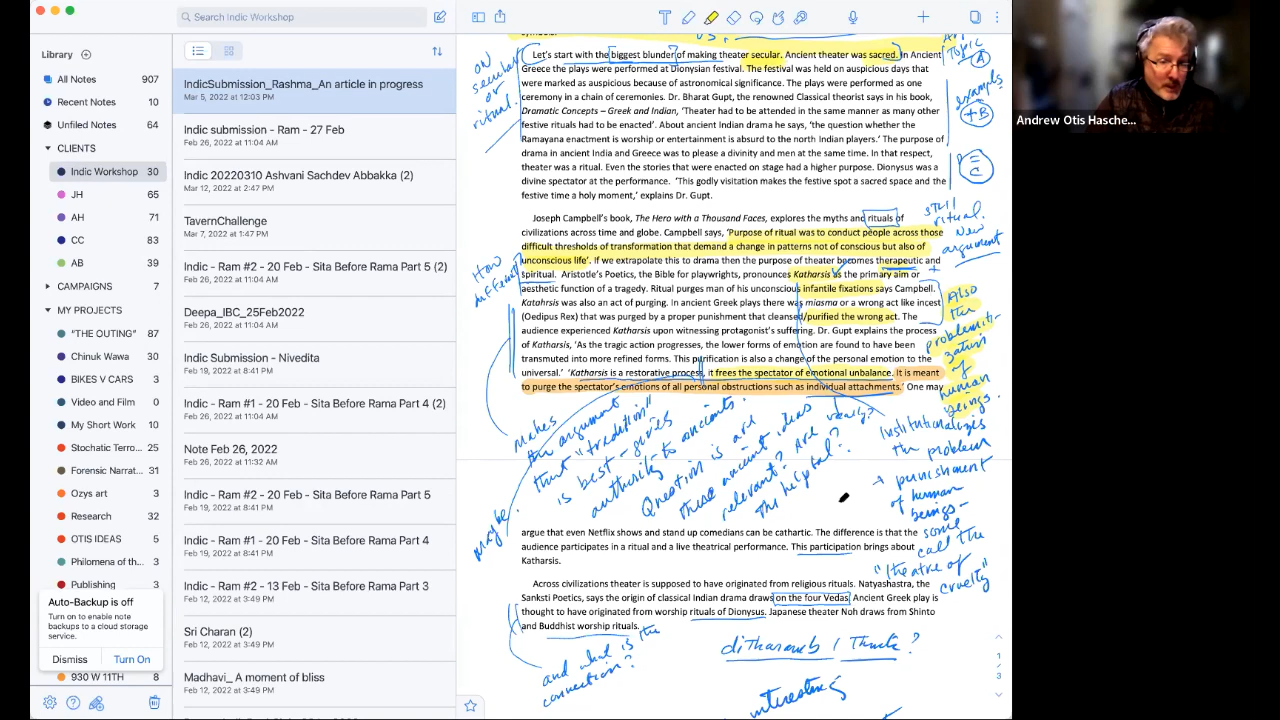 Search Indic Workshop
Library
All Notes 907
Recent Notes 10
Unfiled Notes 64
CLIENTS
Indic Workshop 30
JH 65
AH 71
CC 83
AB 39
CAMPAIGNS 7
MY PROJECTS
“THE OUTING” 87
Chinuk Wawa 30
BIKES V CARS 3
Video and Film 0
My Short Work 10
Stochatic Terro... 25
Forensic Narrat... 31
Ozys art 3
Research 32
OTIS IDEAS 5
Philomena of th... 3
Publishing 3
Auto-Backup is off
Turn on to enable note
backups to a cloud storage
service.
Dismiss Turn On
930 W 11TH 8
IndicSubmission_Rashma_An article in progress
Mar 5, 2022 at 12:03 PM
Indic submission - Ram - 27 Feb
Feb 26, 2022 at 11:04 AM
Indic 20220310 Ashvani Sachdev Abbakka (2)
Mar 12, 2022 at 2:47 PM
TavernChallenge
Mar 7, 2022 at 7:47 PM
Indic - Ram #2 - 20 Feb - Sita Before Rama Part 5 (2)
Feb 26, 2022 at 11:04 AM
Deepa_IBC_25Feb2022
Feb 26, 2022 at 11:04 AM
Indic Submission - Nivedita
Feb 26, 2022 at 11:04 AM
Indic - Ram #2 - 20 Feb - Sita Before Rama Part 4 (2)
Feb 26, 2022 at 11:04 AM
Note Feb 26, 2022
Feb 26, 2022 at 11:32 AM
Indic - Ram #2 - 20 Feb - Sita Before Rama Part 5
Feb 19, 2022 at 8:41 PM
Indic - Ram #1 - 20 Feb - Sita Before Rama Part 4
Feb 19, 2022 at 8:41 PM
Indic - Ram #2 - 13 Feb - Sita Before Rama Part 3
Feb 12, 2022 at 3:49 PM
Sri Charan (2)
Feb 12, 2022 at 3:49 PM
Madhavi_ A moment of bliss
Feb 12, 2022 at 3:49 PM
Let’s start with the biggest blunder of making theater secular. Ancient theater was sacred. In Ancient
Greece the plays were performed at Dionysian festival. The festival was held on auspicious days that
were marked as auspicious because of astronomical significance. The plays were performed as one
ceremony in a chain of ceremonies. Dr. Bharat Gupt, the renowned Classical theorist says in his book,
Dramatic Concepts – Greek and Indian, ‘Theater had to be attended in the same manner as many other
festive rituals had to be enacted’. About ancient Indian drama he says, ‘the question whether the
Ramayana enactment is worship or entertainment is absurd to the north Indian players.’ The purpose of
drama in ancient India and Greece was to please a divinity and men at the same time. In that respect,
theater was a ritual. Even the stories that were enacted on stage had a higher purpose. Dionysus was a
divine spectator at the performance. ‘This godly visitation makes the festive spot a sacred space and the
festive time a holy moment,’ explains Dr. Gupt.
Joseph Campbell’s book, The Hero with a Thousand Faces, explores the myths and rituals of
civilizations across time and globe. Campbell says, ‘Purpose of ritual was to conduct people across those
difficult thresholds of transformation that demand a change in patterns not of conscious but also of
unconscious life’. If we extrapolate this to drama then the purpose of theater becomes therapeutic and
spiritual. Aristotle’s Poetics, the Bible for playwrights, pronounces Katharsis as the primary aim or
aesthetic function of a tragedy. Ritual purges man of his unconscious infantile fixations says Campbell.
Katahrsis was also an act of purging. In ancient Greek plays there was miasma or a wrong act like incest
(Oedipus Rex) that was purged by a proper punishment that cleansed/purified the wrong act. The
audience experienced Katharsis upon witnessing protagonist’s suffering. Dr. Gupt explains the process
of Katharsis, ‘As the tragic action progresses, the lower forms of emotion are found to have been
transmuted into more refined forms. This purification is also a change of the personal emotion to the
universal.’ ‘Katharsis is a restorative process, it frees the spectator of emotional unbalance. It is meant
to purge the spectator’s emotions of all personal obstructions such as individual attachments.’ One may
argue that even Netflix shows and stand up comedians can be cathartic. The difference is that the
audience participates in a ritual and a live theatrical performance. This participation brings about
Katharsis.
Across civilizations theater is supposed to have originated from religious rituals. Natyashastra, the
Sanksti Poetics, says the origin of classical Indian drama draws on the four Vedas. Ancient Greek play is
thought to have originated from worship rituals of Dionysus. Japanese theater Noh draws from Shinto
and Buddhist worship rituals.
on
secular
or
ritual.
Topic
A
examples
+B
=
C
still
ritual.
New
argument
How
Also
the
problemiti-
zation
of
human
beings.
makes
the argument
that "tradition"
is best - gives
authority to ancients.
Question is are
these ancient ideas
relevant? Are
they helpful?
really?
maybe.
Institutionalizes
the problem
→ punishment
of human
beings -
some
call the
"theatre of
cruelty"
and what is the
connection?
interesting
1
3
Andrew Otis Hasche...